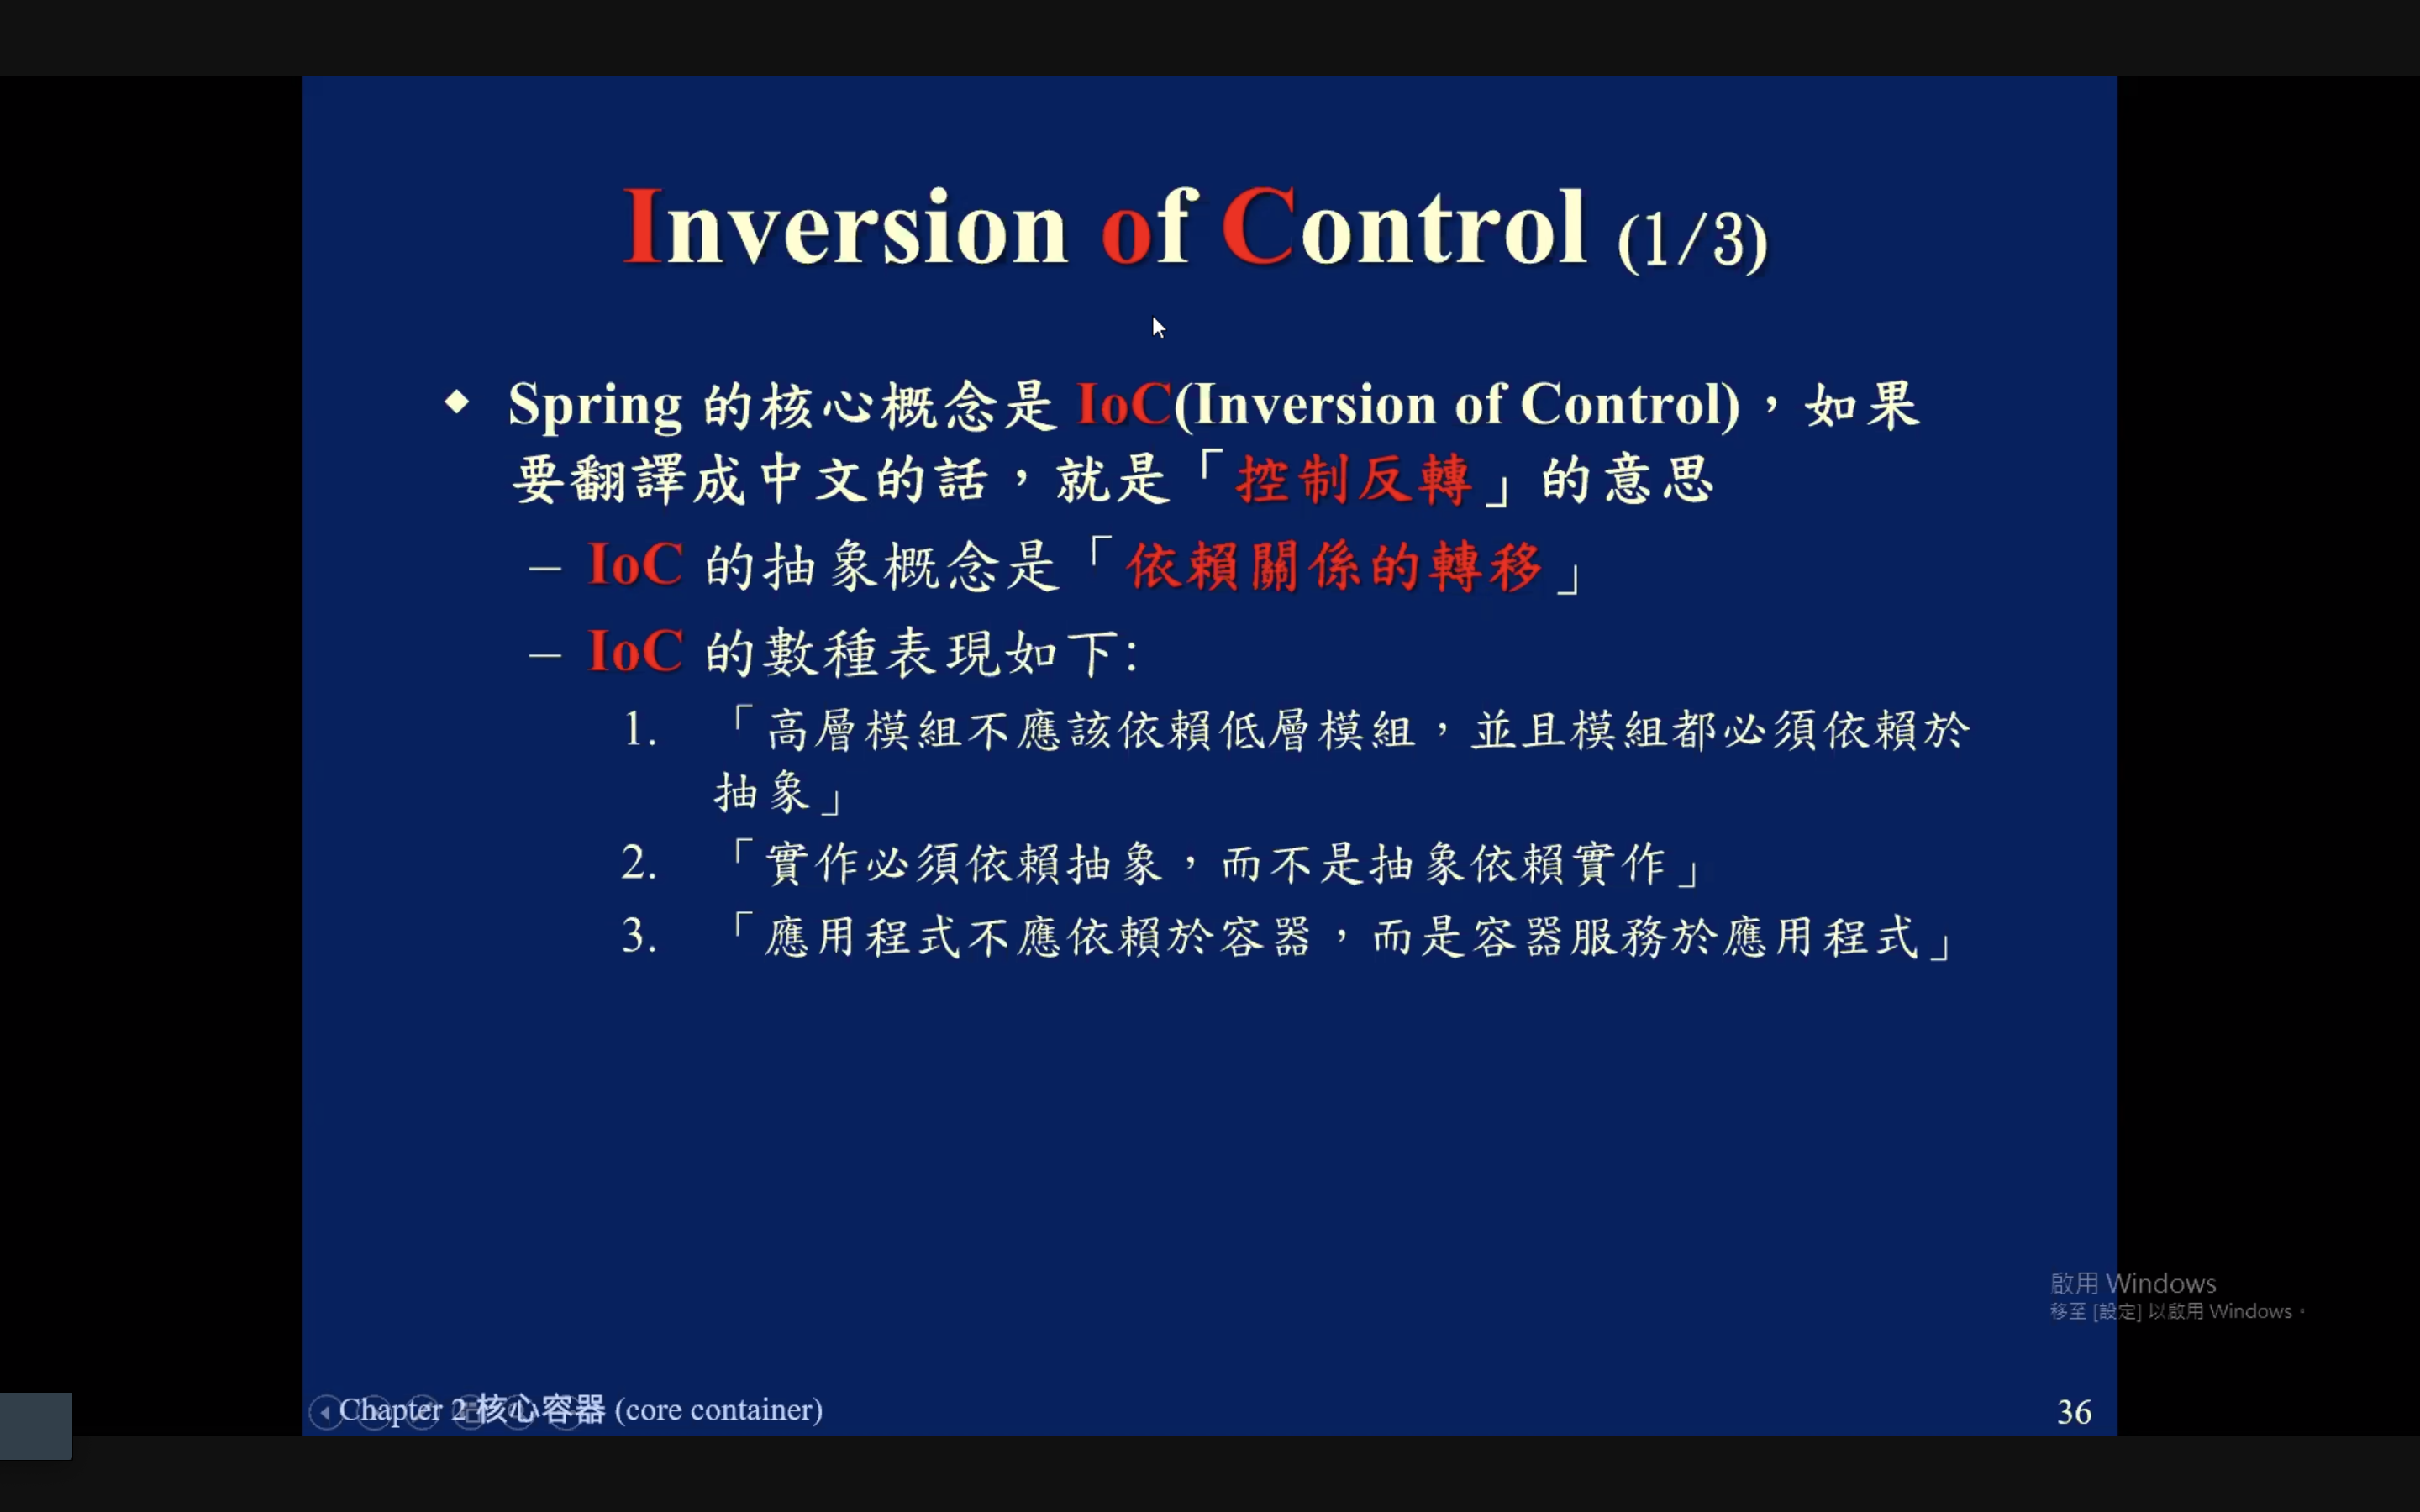 Inversion of Control (1/3)
◆ Spring 的核心概念是 IoC(Inversion of Control)，如果
要翻譯成中文的話，就是「控制反轉」的意思
– IoC 的抽象概念是「依賴關係的轉移」
– IoC 的數種表現如下:
1. 「高層模組不應該依賴低層模組，並且模組都必須依賴於
抽象」
2. 「實作必須依賴抽象，而不是抽象依賴實作」
3. 「應用程式不應依賴於容器，而是容器服務於應用程式」
啟用 Windows
移至 [設定] 以啟用 Windows。
Chapter 2 核心容器 (core container)
36